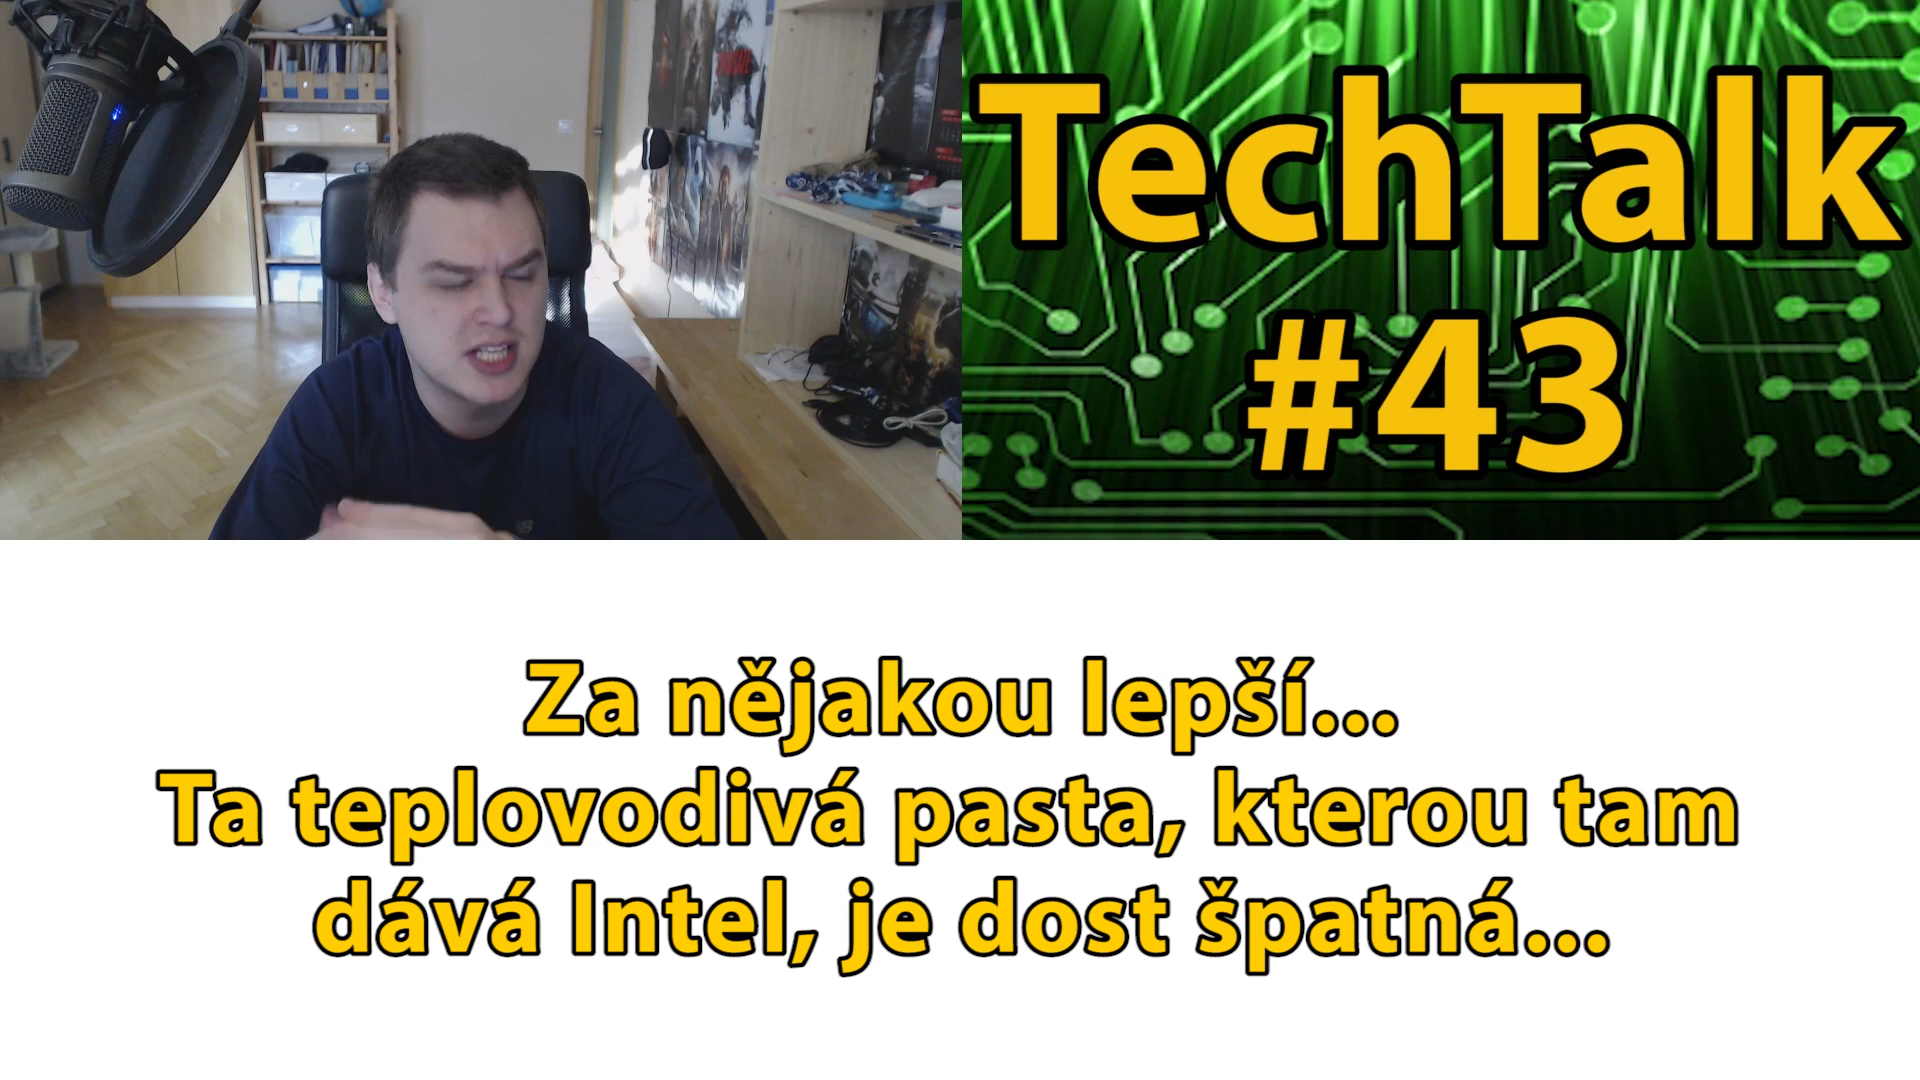 TechTalk
#43
Za nějakou lepší...
Ta teplovodivá pasta, kterou tam
dává Intel, je dost špatná...